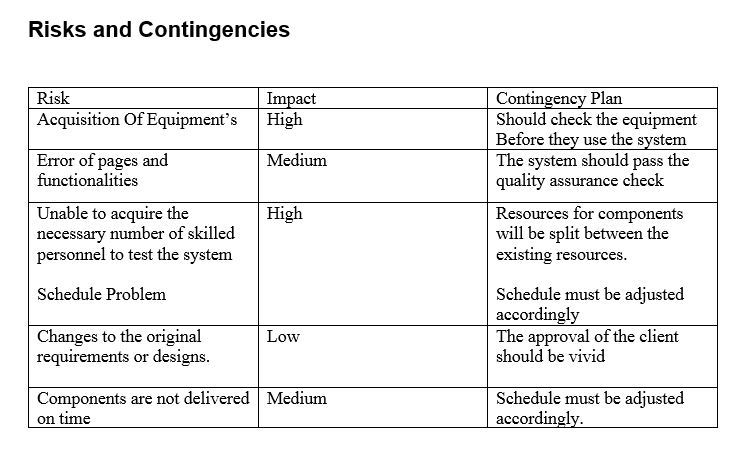 Risks and Contingencies
Risk Impact Contingency Plan
Acquisition Of Equipment's High Should check the equipment
Before they use the system
Error of pages and Medium The system should pass the
functionalities quality assurance check
Unable to acquire the High Resources for components
necessary number of skilled will be split between the
personnel to test the system existing resources.
Schedule Problem Schedule must be adjusted
accordingly
Changes to the original Low The approval of the client
requirements or designs. should be vivid
Components are not delivered Medium Schedule must be adjusted
on time accordingly.